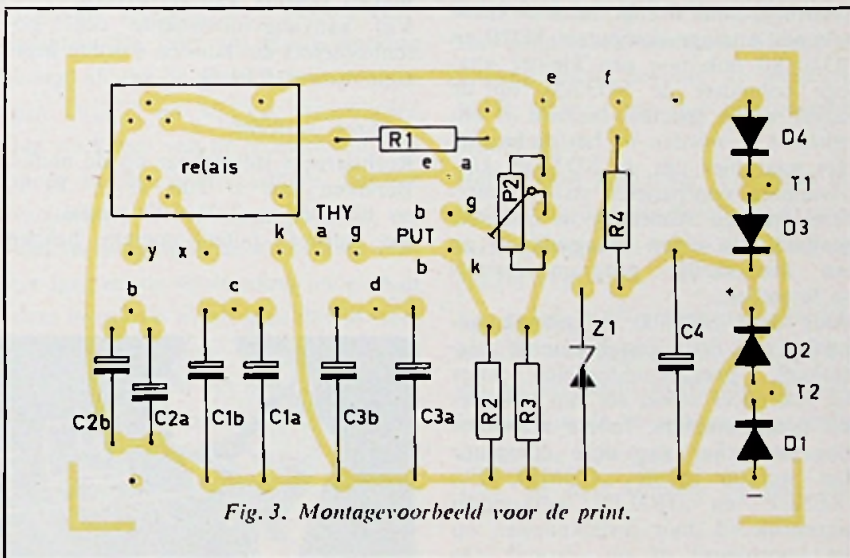 e f
D4
R1
relais
e a
T1
P2
THY b g
R4
D3
k a g PUT
y x b k
+
b c d
Z1 C4
D2
C2b C2a C1b C1a C3b C3a R2 R3
T2
D1
−
Fig. 3. Montagevoorbeeld voor de print.